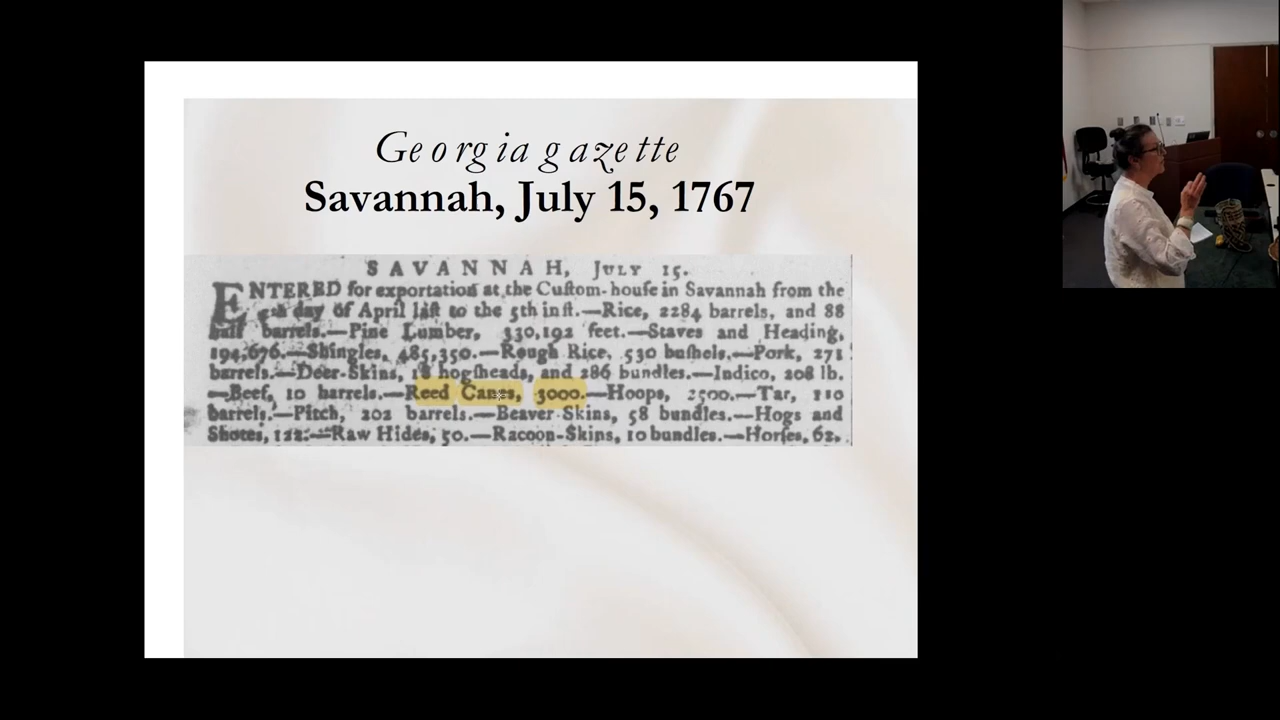 Georgia gazette
Savannah, July 15, 1767
SAVANNAH, JULY 15.
ENTERED for exportation at the Cuſtom-houſe in Savannah from the
5th day of April laſt to the 5th inſt.—Rice, 2284 barrels, and 88
half barrels.—Pine Lumber, 330,192 feet.—Staves and Heading,
194,676.—Shingles, 485,350.—Rough Rice, 530 buſhels.—Pork, 271
barrels.—Deer-Skins, 18 hogſheads, and 286 bundles.—Indico, 208 lb.
—Beef, 10 barrels.—Reed Canes, 3000.—Hoops, 2500.—Tar, 110
barrels.—Pitch, 202 barrels.—Beaver Skins, 58 bundles.—Hogs and
Shotes, 122.—Raw Hides, 50.—Racoon-Skins, 10 bundles.—Horſes, 62.